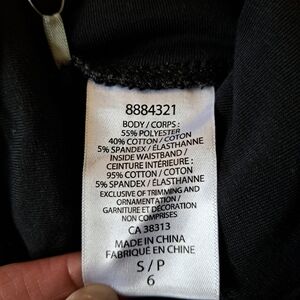 8884321
BODY / CORPS :
55% POLYESTER
40% COTTON / COTON
5% SPANDEX / ÉLASTHANNE
INSIDE WAISTBAND /
CEINTURE INTÉRIEURE :
95% COTTON / COTON
5% SPANDEX / ÉLASTHANNE
EXCLUSIVE OF TRIMMING AND
ORNAMENTATION /
GARNITURE ET DÉCORATION
NON COMPRISES
CA 38313
MADE IN CHINA
FABRIQUÉ EN CHINE
S / P
6